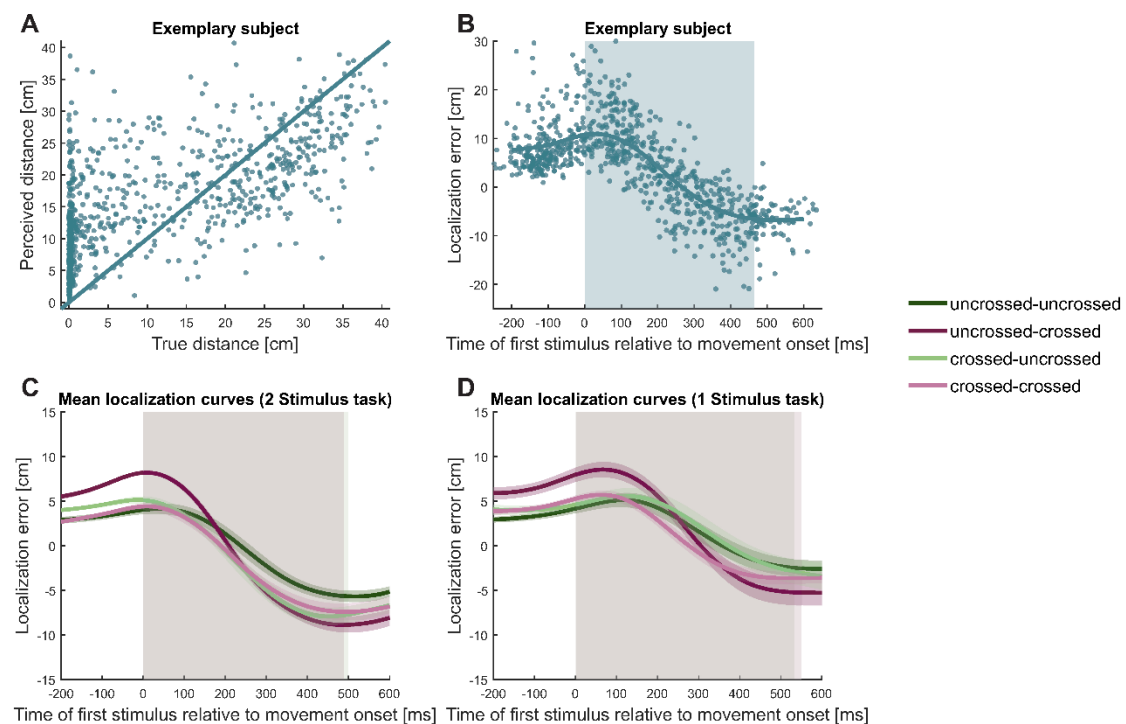 A
Exemplary subject
Perceived distance [cm]
40
35
30
25
20
15
10
5
0
0 5 10 15 20 25 30 35 40
True distance [cm]
B
Exemplary subject
Localization error [cm]
30
20
10
0
-10
-20
-200 -100 0 100 200 300 400 500 600
Time of first stimulus relative to movement onset [ms]
uncrossed-uncrossed
uncrossed-crossed
crossed-uncrossed
crossed-crossed
C
Mean localization curves (2 Stimulus task)
Localization error [cm]
15
10
5
0
-5
-10
-15
-200 -100 0 100 200 300 400 500 600
Time of first stimulus relative to movement onset [ms]
D
Mean localization curves (1 Stimulus task)
Localization error [cm]
15
10
5
0
-5
-10
-15
-200 -100 0 100 200 300 400 500 600
Time of first stimulus relative to movement onset [ms]